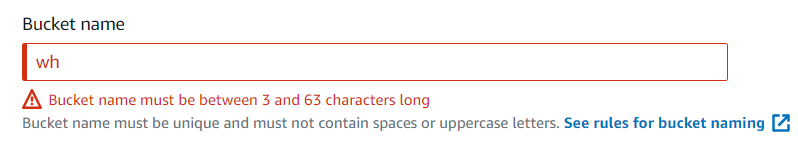 Bucket name
wh
Bucket name must be between 3 and 63 characters long
Bucket name must be unique and must not contain spaces or uppercase letters. See rules for bucket naming